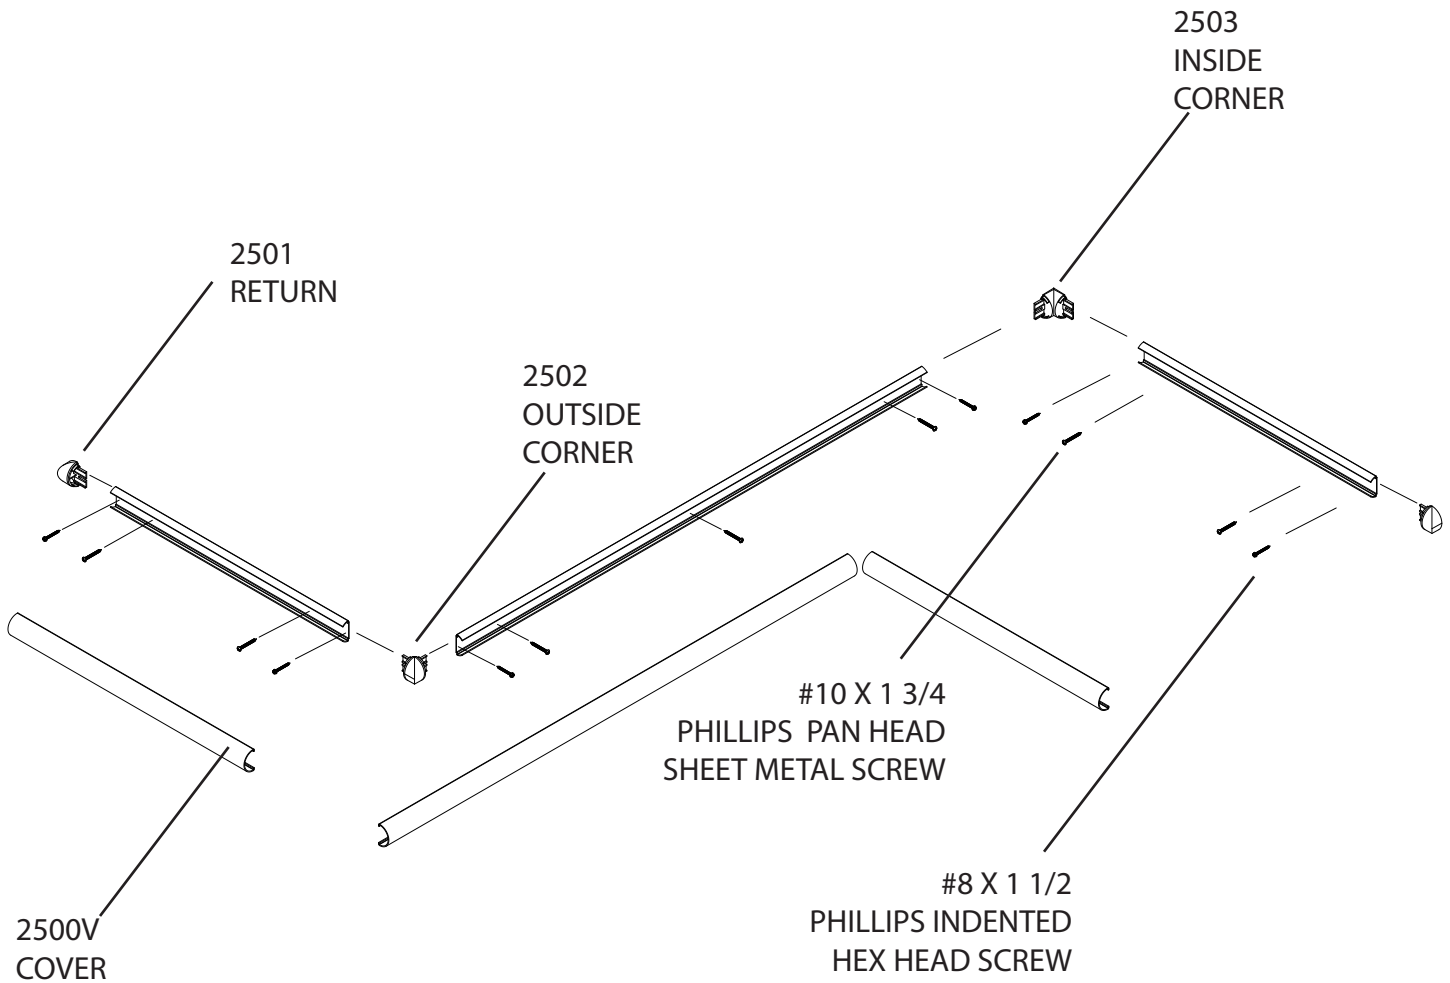 2503
INSIDE
CORNER
2501
RETURN
2502
OUTSIDE
CORNER
#10 X 1 3/4
PHILLIPS PAN HEAD
SHEET METAL SCREW
#8 X 1 1/2
PHILLIPS INDENTED
HEX HEAD SCREW
2500V
COVER